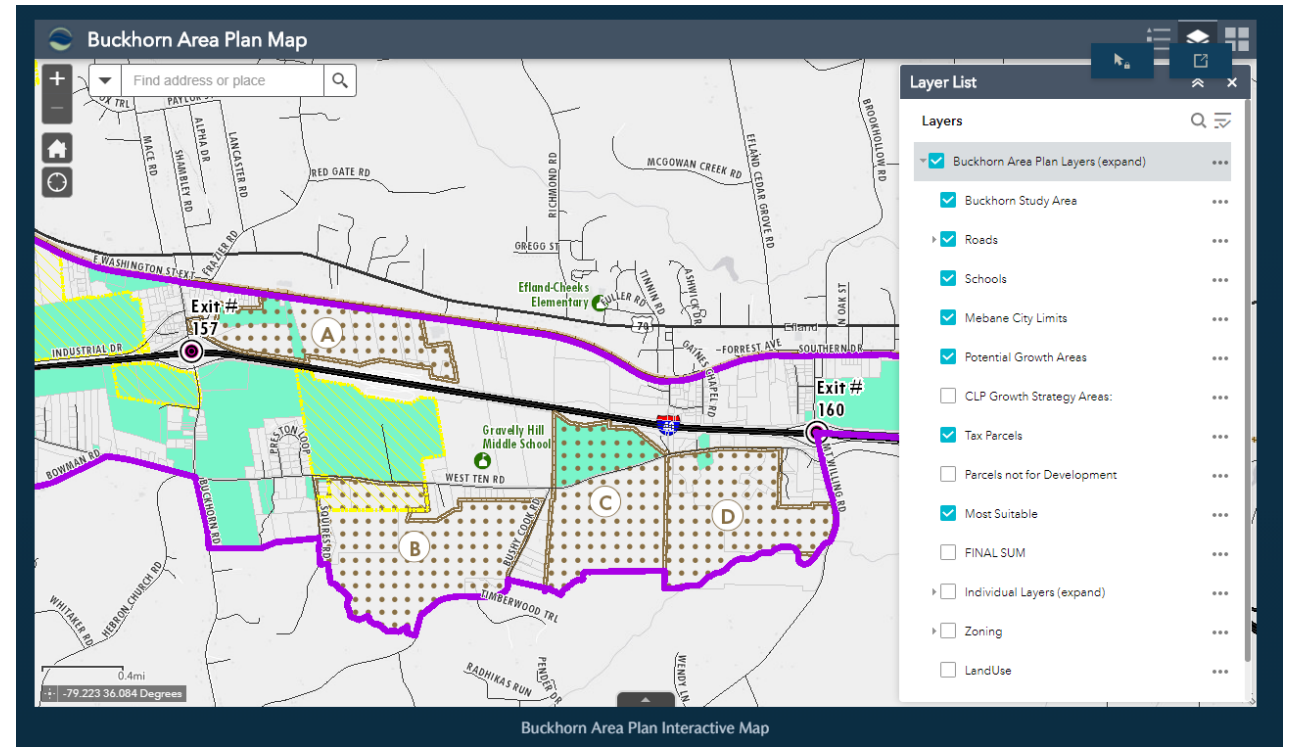 Buckhorn Area Plan Map
Find address or place
TRL
MACE RD
SHAMBLEY RD
ALPHA DR
LANCASTER RD
RED GATE RD
RICHMOND RD
MCGOWAN CREEK RD
EFLAND CEDAR GROVE RD
BROOKHOLLOW RD
GREGG ST
E WASHINGTON ST EXT
FRAZIER RD
Efland-Cheeks
Elementary
FULLER RD
TINNIN RD
ASHWICK DR
N OAK ST
70
Efland
Exit #
157
A
INDUSTRIAL DR
GAINES CHAPEL RD
FORREST AVE
SOUTHERN DR
Exit #
160
PRESTON LOOP
Gravelly Hill
Middle School
BOWMAN RD
BUCKHORN RD
WEST TEN RD
MT WILLING RD
SQUIRES RD
B
BUSHY COOK RD
C
D
TIMBERWOOD TRL
WHITAKER RD
HEBRON CHURCH RD
RADHIKAS RUN
PENDER DR
WENDY LN
0.4mi
-79.223 36.084 Degrees
Layer List
Layers
Buckhorn Area Plan Layers (expand)
Buckhorn Study Area
Roads
Schools
Mebane City Limits
Potential Growth Areas
CLP Growth Strategy Areas:
Tax Parcels
Parcels not for Development
Most Suitable
FINAL SUM
Individual Layers (expand)
Zoning
LandUse
Buckhorn Area Plan Interactive Map